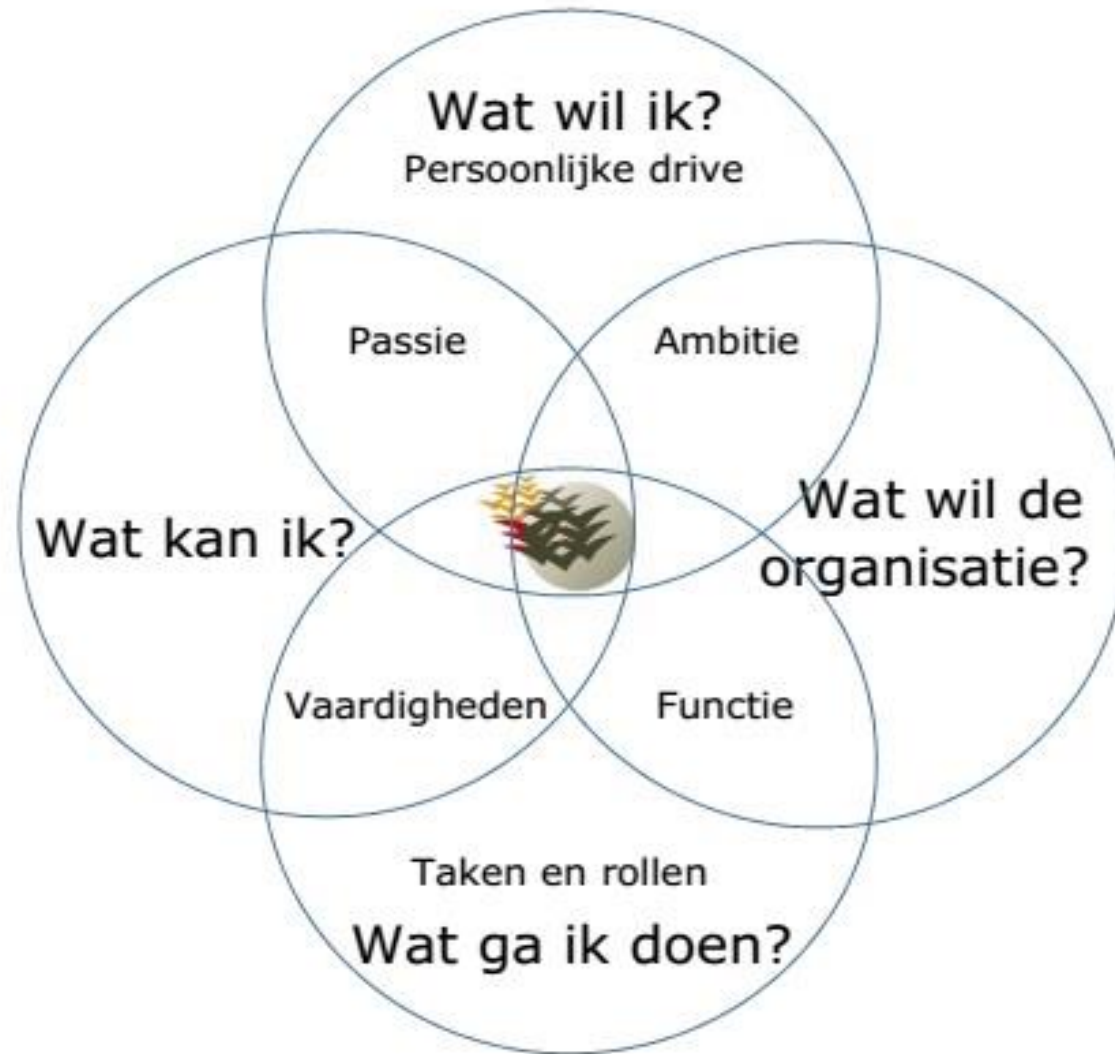 Wat wil ik?
Persoonlijke drive
Passie
Ambitie
Wat kan ik?
Wat wil de
organisatie?
Vaardigheden
Functie
Taken en rollen
Wat ga ik doen?